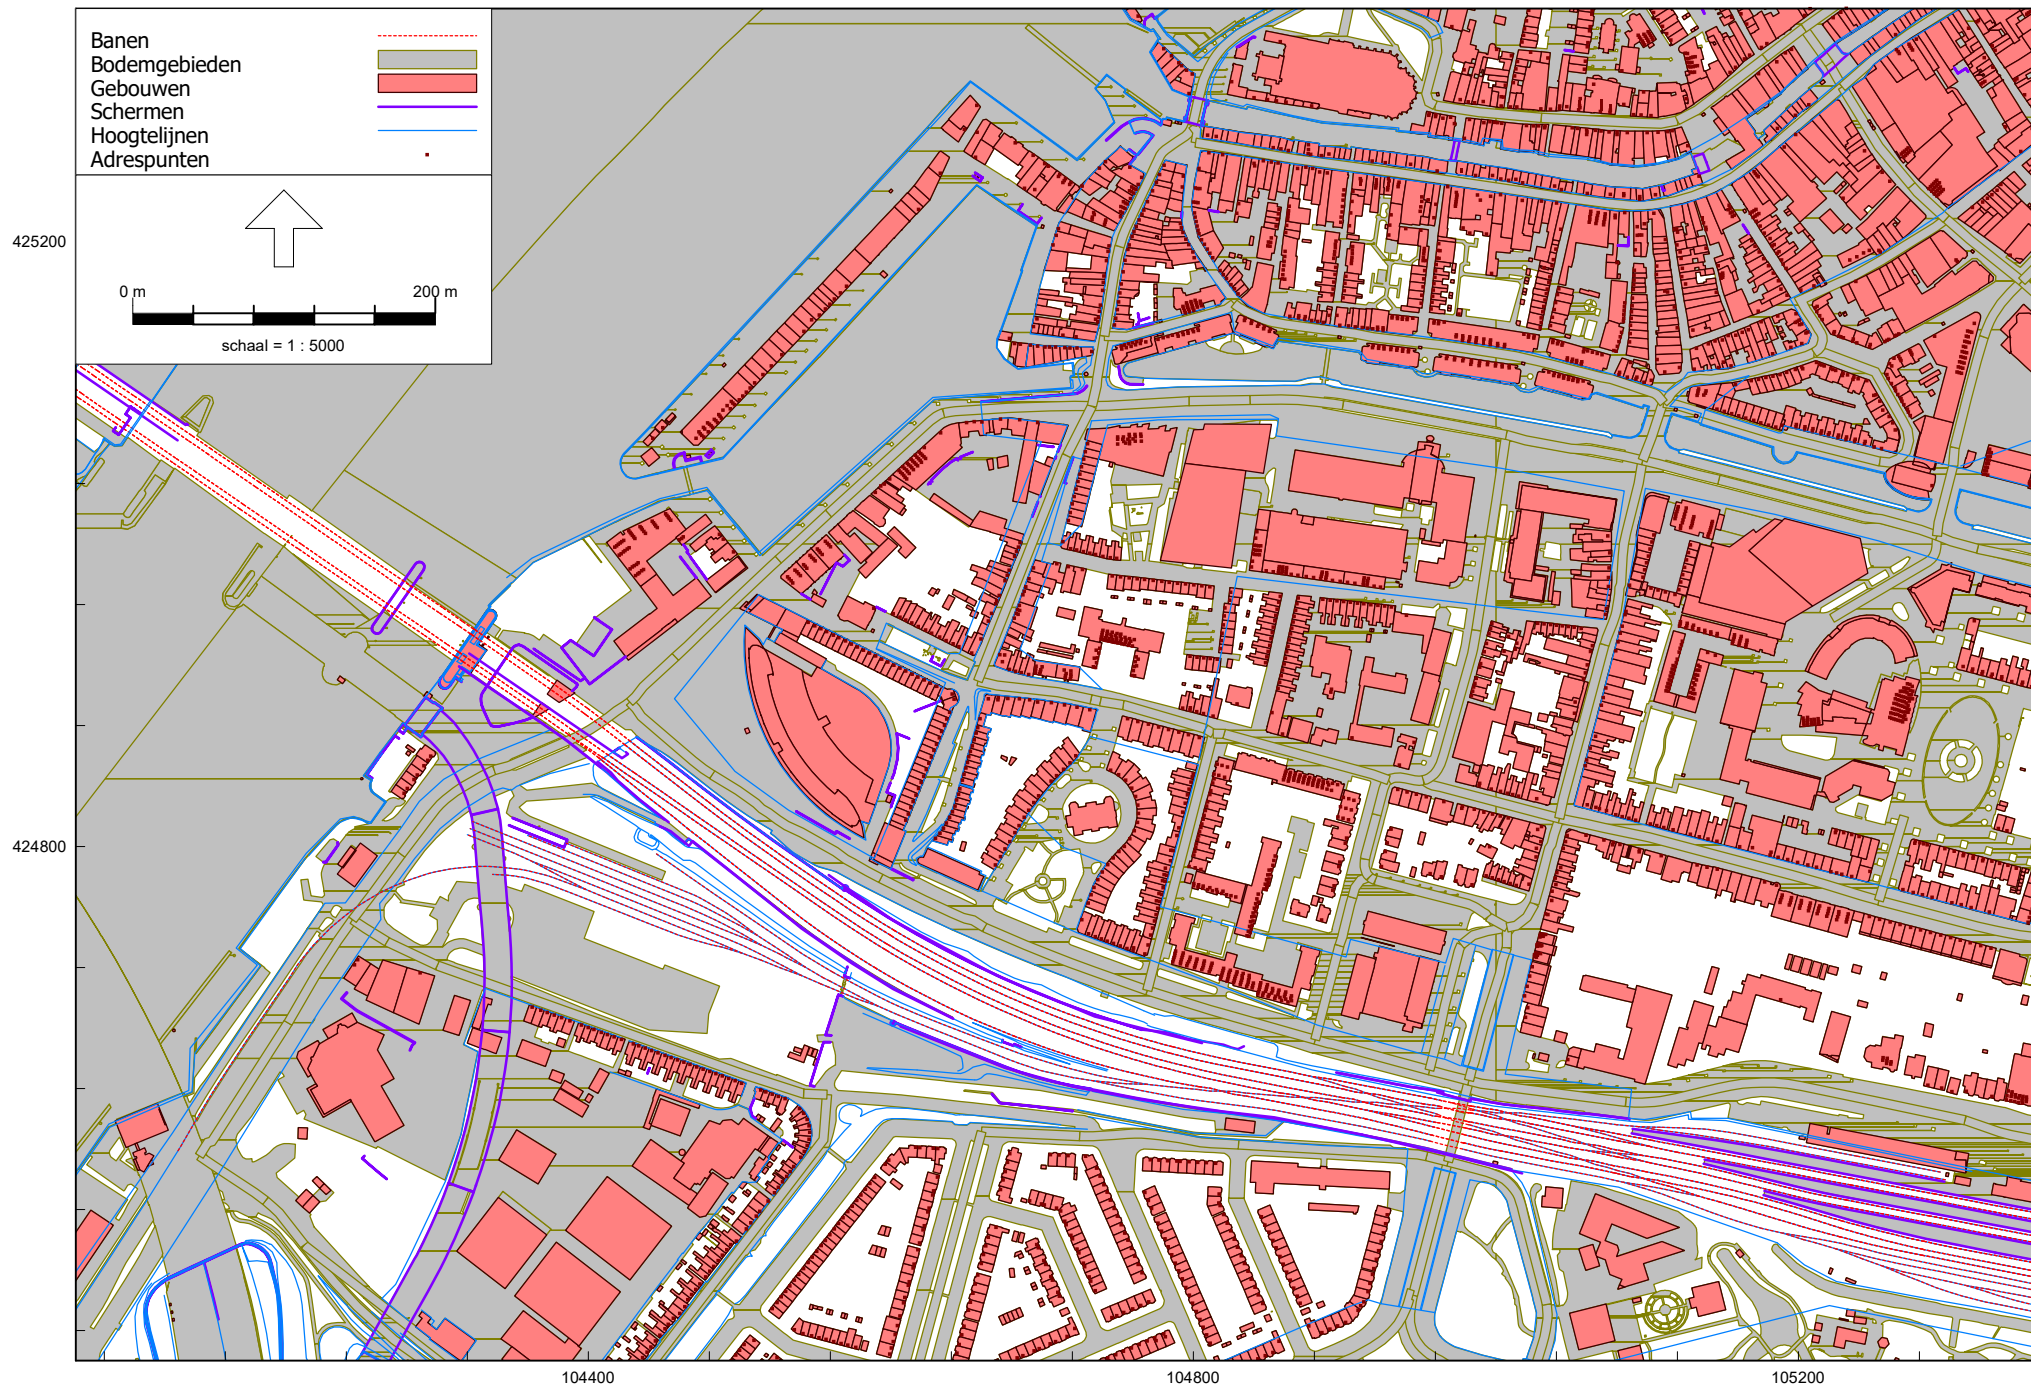 Banen
Bodemgebieden
Gebouwen
Schermen
Hoogtelijnen
Adrespunten
0 m 200 m
schaal = 1 : 5000
425200
424800
104400 104800 105200